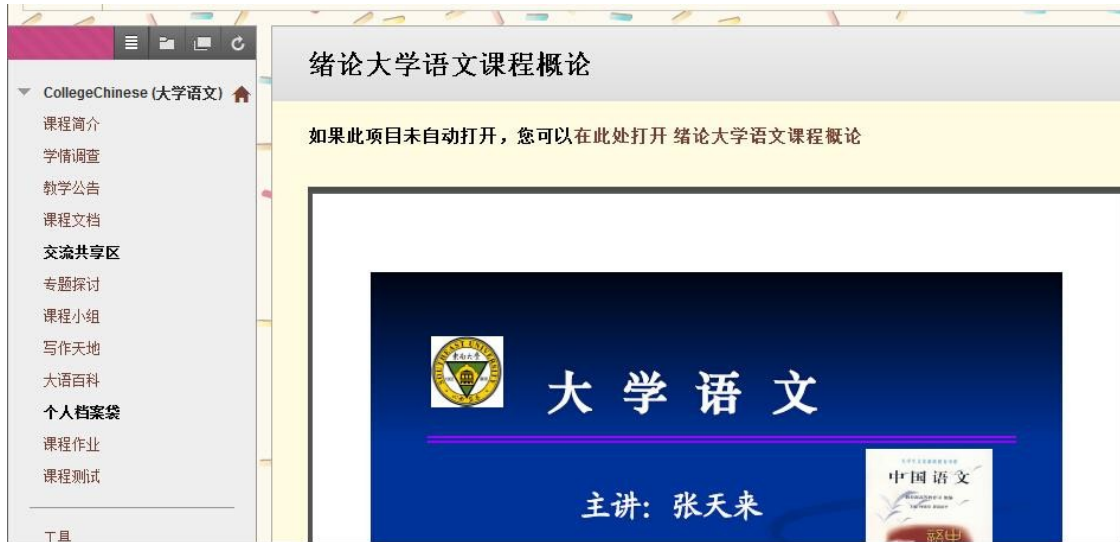 绪论大学语文课程概论
CollegeChinese (大学语文)
课程简介
学情调查
教学公告
课程文档
交流共享区
专题探讨
课程小组
写作天地
大语百科
个人档案袋
课程作业
课程测试
工具
如果此项目未自动打开，您可以在此处打开 绪论大学语文课程概论
SOUTHEAST UNIVERSITY
大学语文
主讲：张天来
中国语文